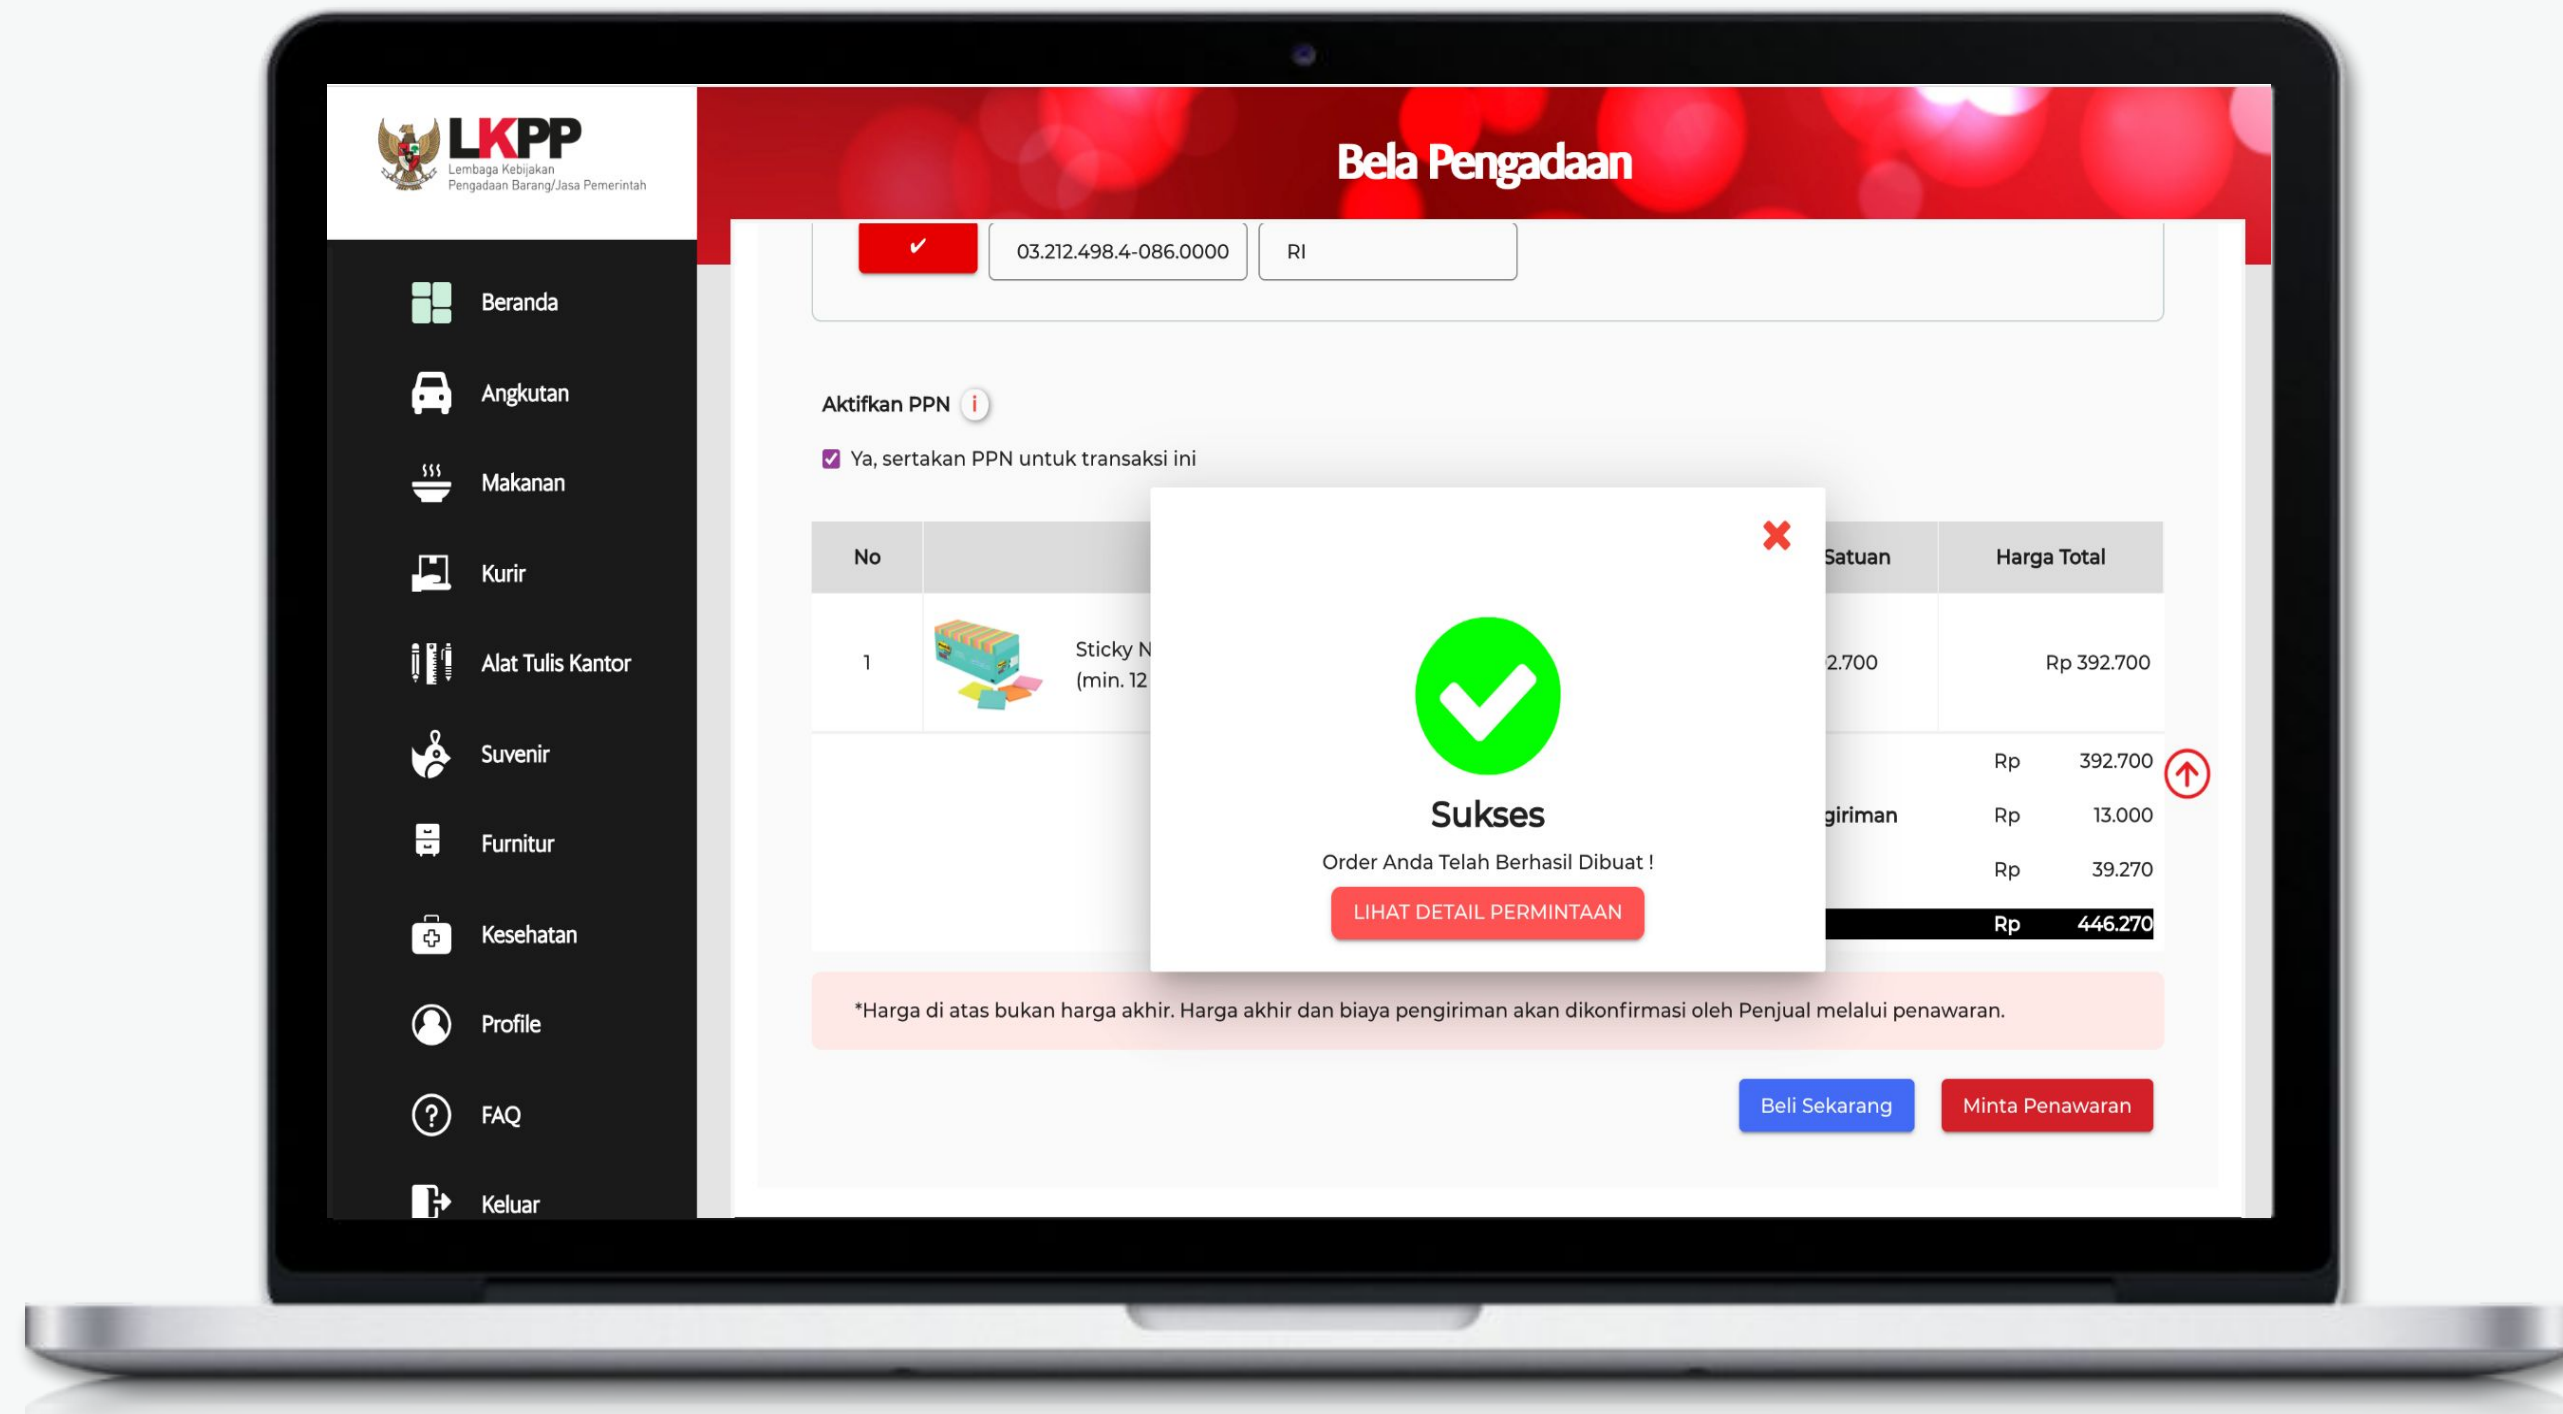 LKPP
Lembaga Kebijakan
Pengadaan Barang/Jasa Pemerintah
Bela Pengadaan
Beranda
Angkutan
Makanan
Kurir
Alat Tulis Kantor
Suvenir
Furnitur
Kesehatan
Profile
FAQ
Keluar
✔ 03.212.498.4-086.0000 RI
Aktifkan PPN i
Ya, sertakan PPN untuk transaksi ini
No Satuan Harga Total
1 Sticky N 2.700 Rp 392.700
(min. 12
Rp 392.700
giriman Rp 13.000
Rp 39.270
Rp 446.270
Sukses
Order Anda Telah Berhasil Dibuat !
LIHAT DETAIL PERMINTAAN
*Harga di atas bukan harga akhir. Harga akhir dan biaya pengiriman akan dikonfirmasi oleh Penjual melalui penawaran.
Beli Sekarang Minta Penawaran